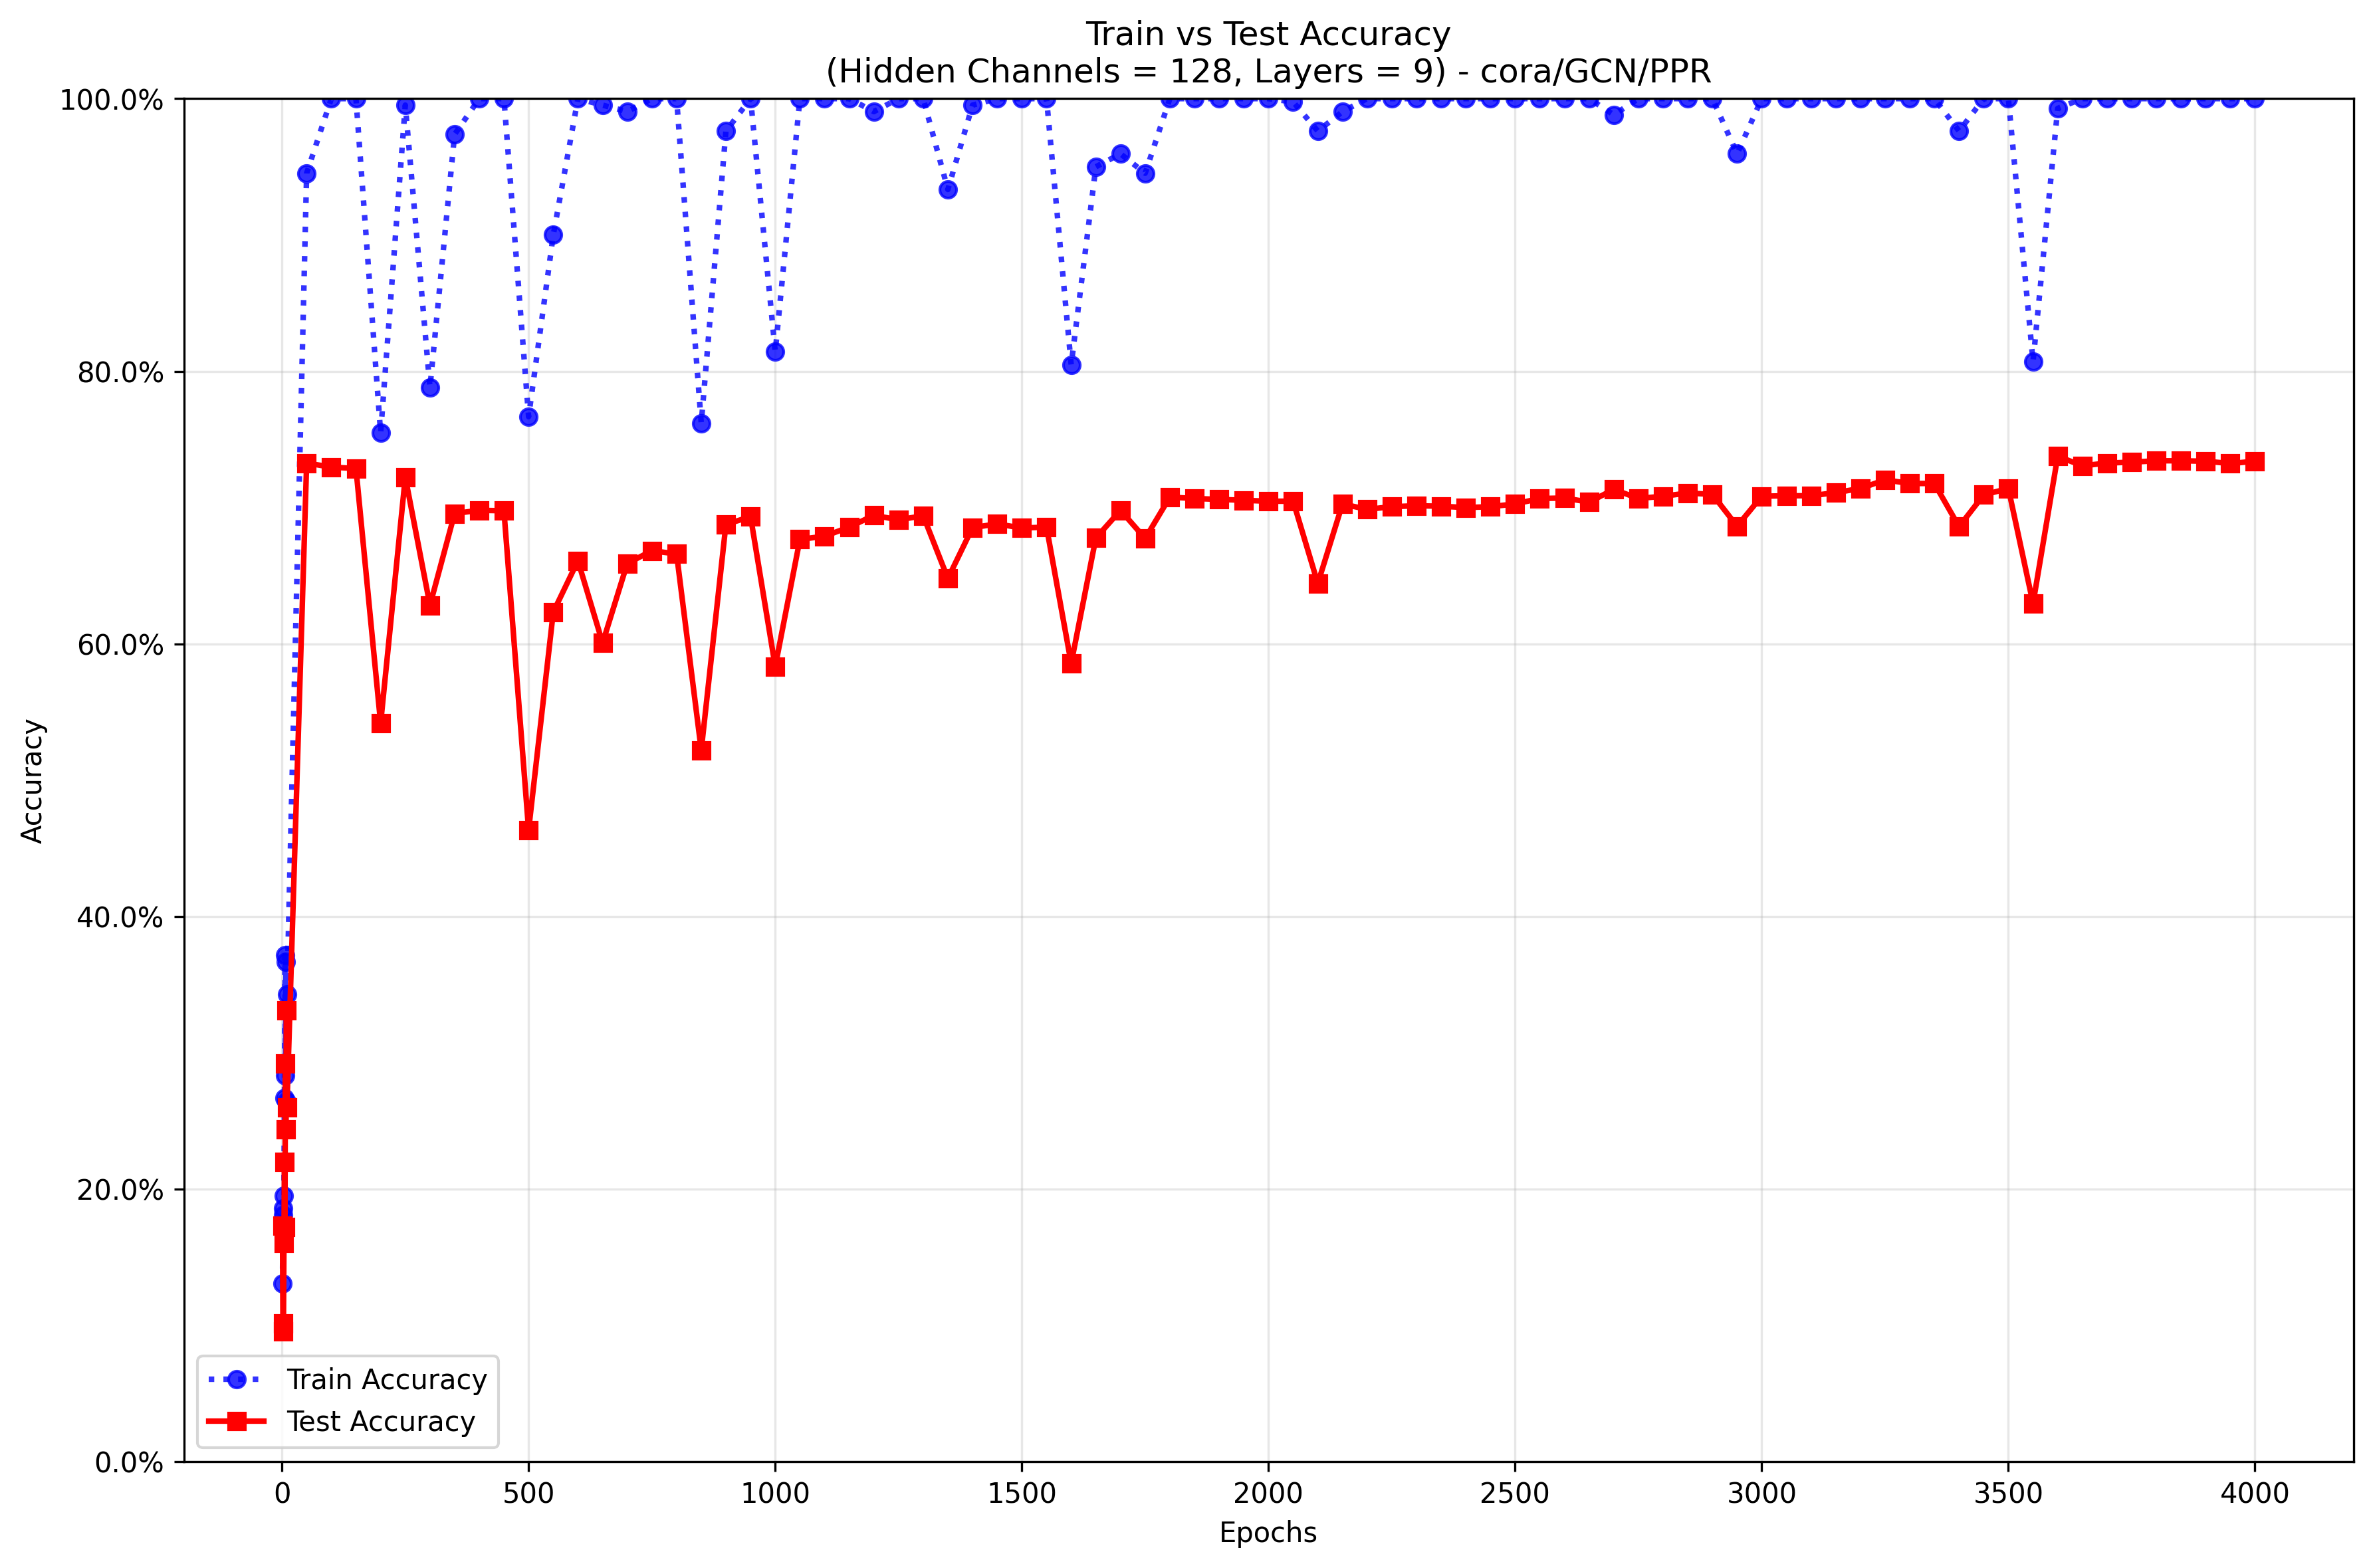 Train vs Test Accuracy
(Hidden Channels = 128, Layers = 9) - cora/GCN/PPR
100.0%
80.0%
60.0%
40.0%
20.0%
0.0%
Accuracy
Train Accuracy
Test Accuracy
0 500 1000 1500 2000 2500 3000 3500 4000
Epochs